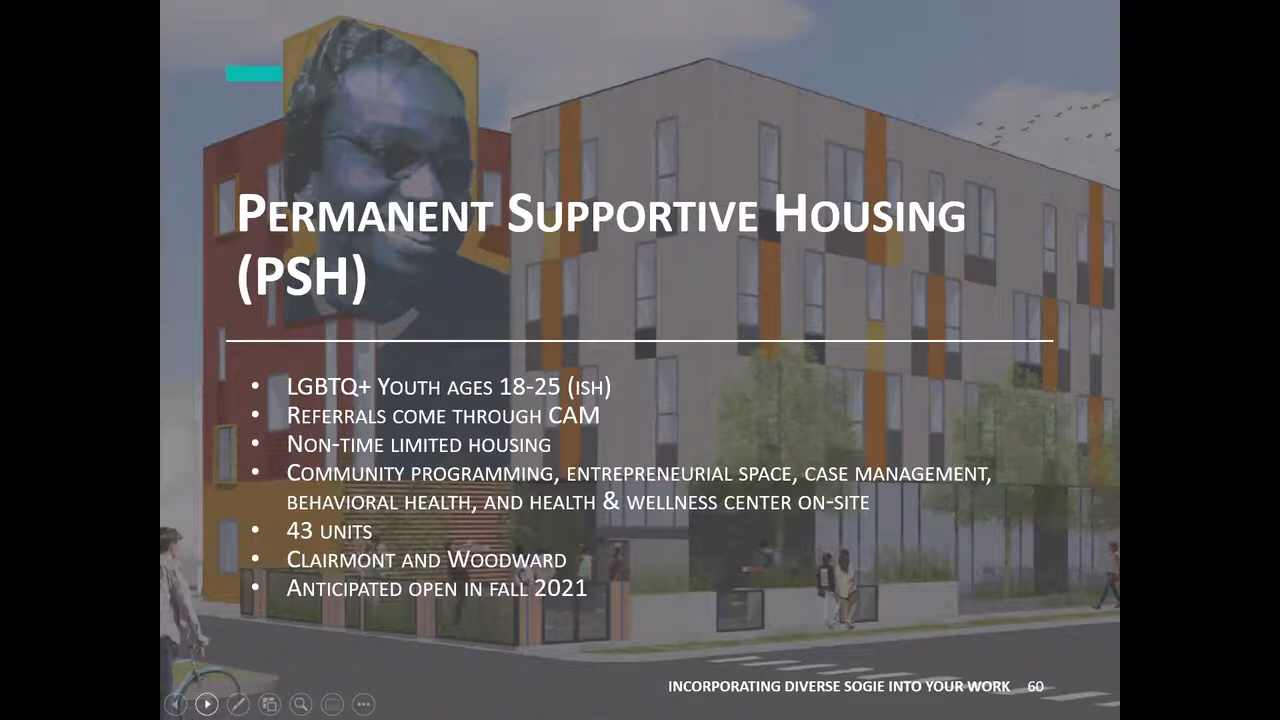 Permanent Supportive Housing
(PSH)
• LGBTQ+ Youth ages 18-25 (ish)
• Referrals come through CAM
• Non-time limited housing
• Community programming, entrepreneurial space, case management,
behavioral health, and health & wellness center on-site
• 43 units
• Clairmont and Woodward
• Anticipated open in fall 2021
INCORPORATING DIVERSE SOGIE INTO YOUR WORK 60